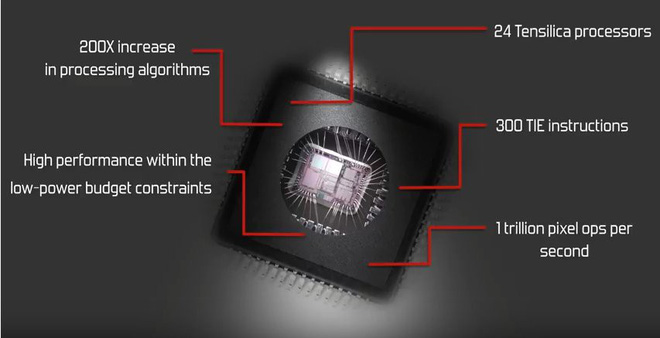 200X increase
in processing algorithms
High performance within the
low-power budget constraints
24 Tensilica processors
300 TIE instructions
1 trillion pixel ops per
second